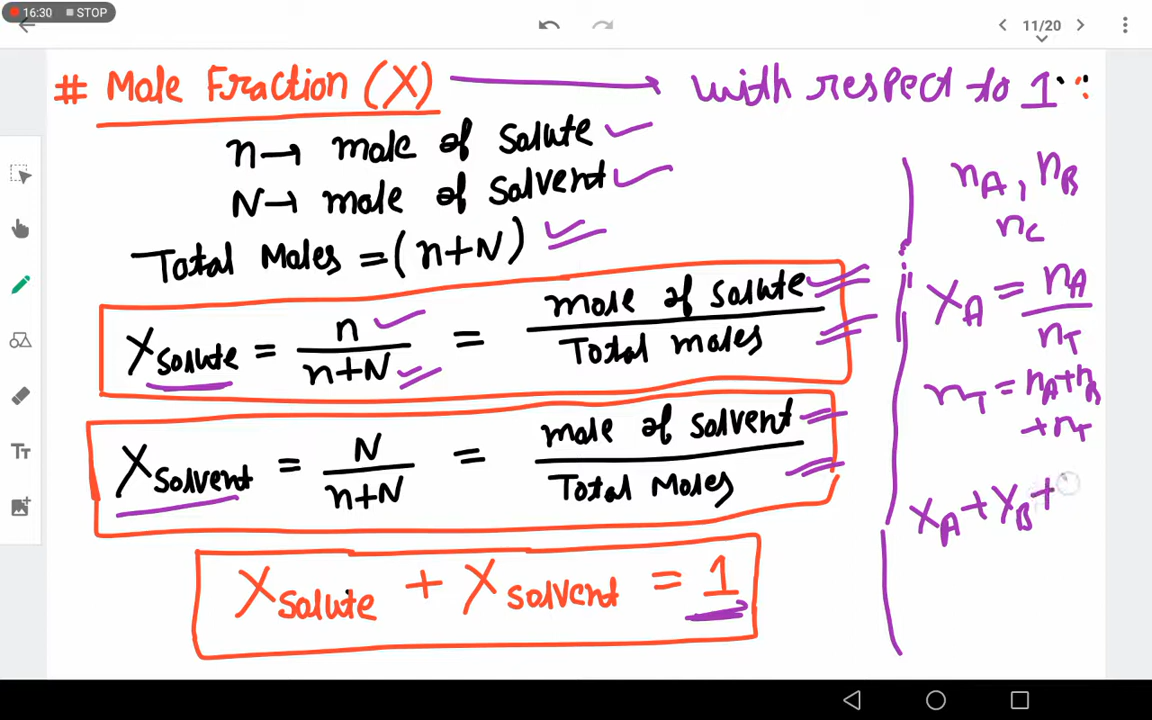 16:30 STOP
11/20
# Mole Fraction (X) → with respect to 1
n → mole of solute
N → mole of solvent
Total Moles = (n+N)
X solute = n / n+N = mole of solute / Total moles
X solvent = N / n+N = mole of solvent / Total Moles
X solute + X solvent = 1
nA, nB
nC
XA = nA / nT
nT = nA+nB
+nT
XA+XB+
Tт